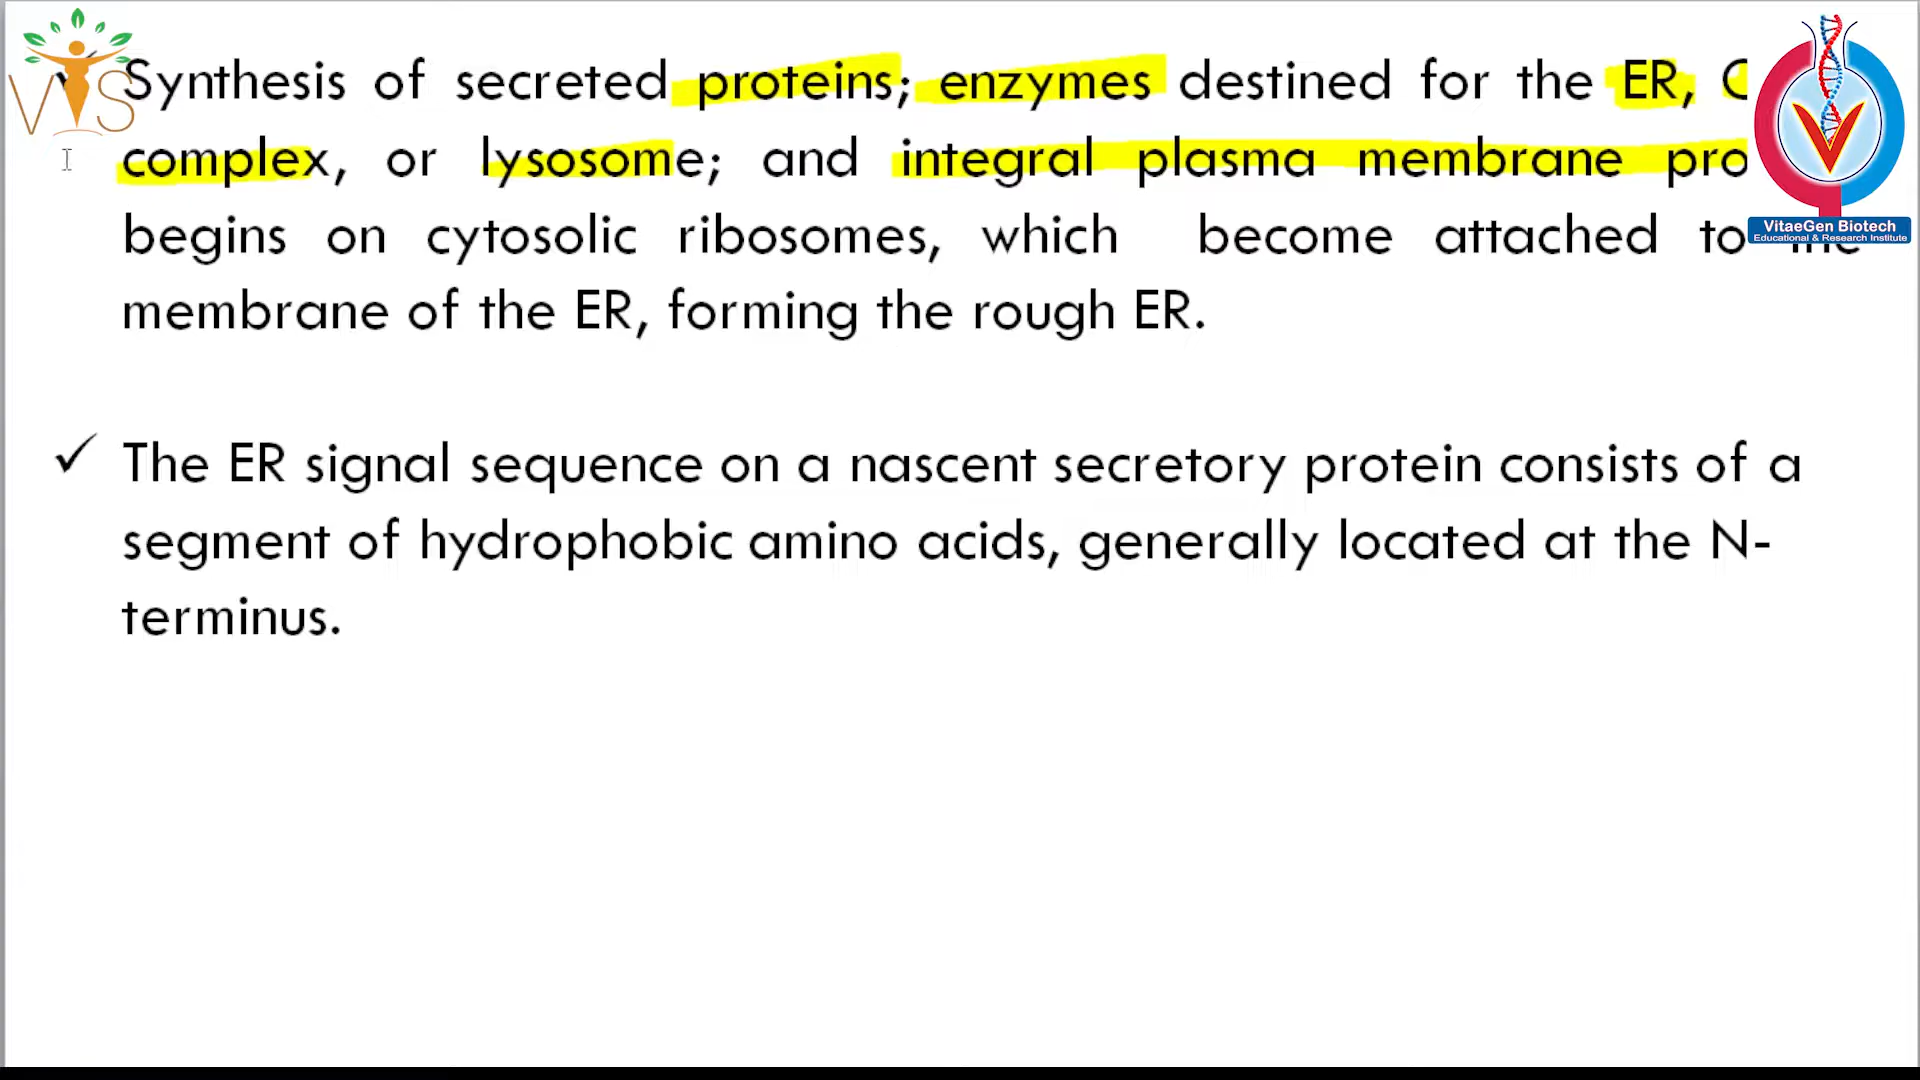 VIS
Synthesis of secreted proteins; enzymes destined for the ER,
complex, or lysosome; and integral plasma membrane
begins on cytosolic ribosomes, which become attached to the
membrane of the ER, forming the rough ER.
✓ The ER signal sequence on a nascent secretory protein consists of a
segment of hydrophobic amino acids, generally located at the N-
terminus.
VitaeGen Biotech
Educational & Research Institute